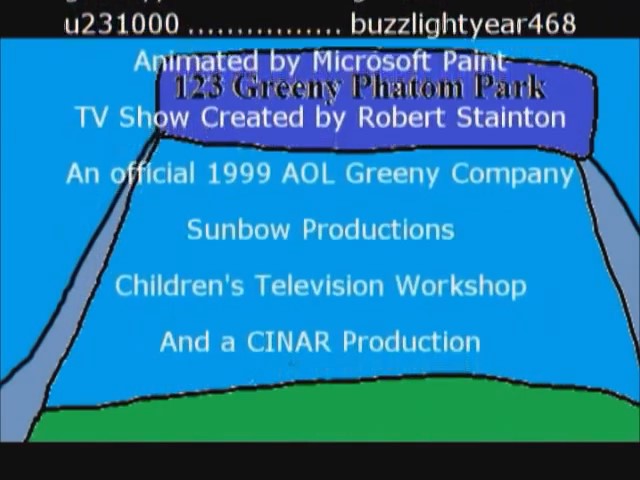 u231000 ................ buzzlightyear468
Animated by Microsoft Paint
123 Greeny Phatom Park
TV Show Created by Robert Stainton
An official 1999 AOL Greeny Company
Sunbow Productions
Children's Television Workshop
And a CINAR Production